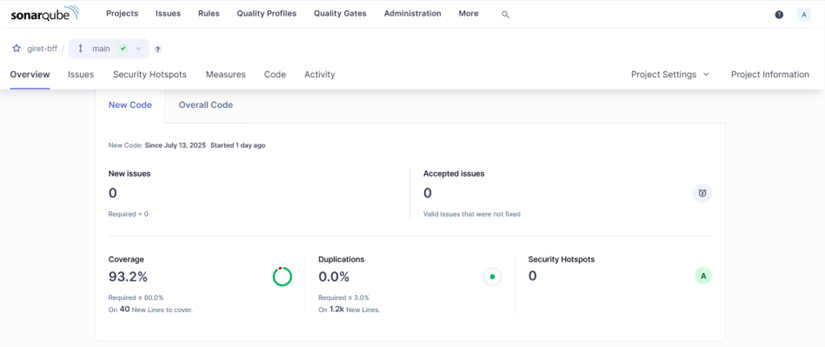 sonarqube Projects Issues Rules Quality Profiles Quality Gates Administration More A
giret-bff / main
Overview Issues Security Hotspots Measures Code Activity Project Settings Project Information
New Code Overall Code
New Code: Since July 13, 2025 Started 1 day ago
New issues Accepted issues
0 0
Required = 0 Valid issues that were not fixed
Coverage Duplications Security Hotspots
93.2% 0.0% 0 A
Required ≥ 80.0% Required ≤ 3.0%
On 40 New Lines to cover. On 1.2k New Lines.